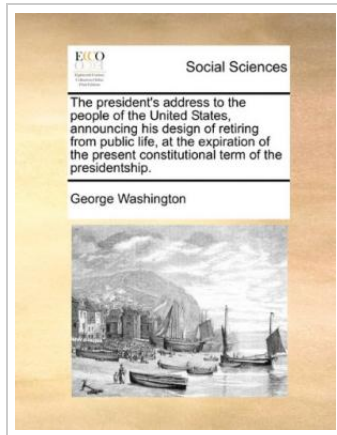 ECCO
Social Sciences
The president's address to the
people of the United States,
announcing his design of retiring
from public life, at the expiration of
the present constitutional term of the
presidentship.
George Washington